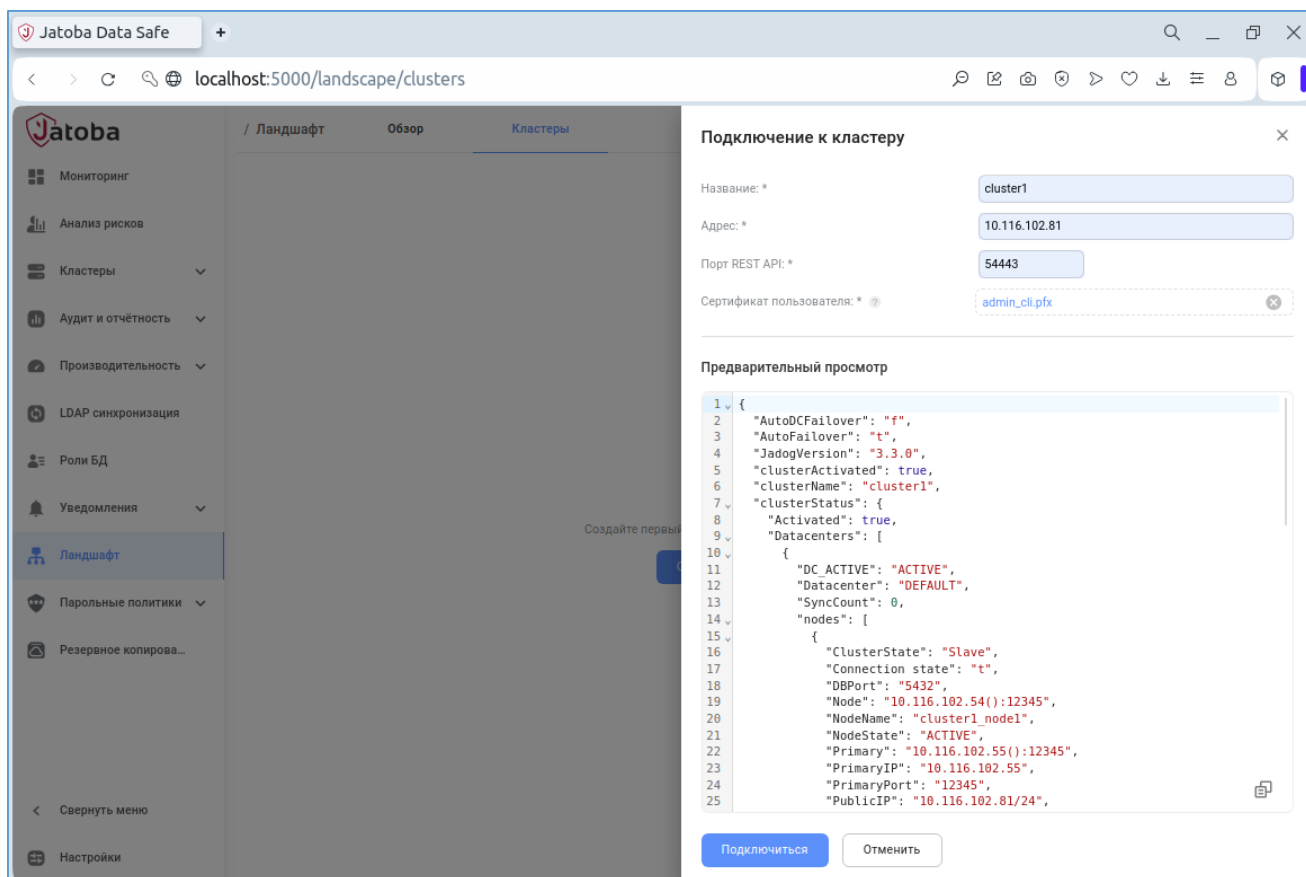 Jatoba Data Safe
localhost:5000/landscape/clusters
Jatoba
Мониторинг
Анализ рисков
Кластеры
Аудит и отчётность
Производительность
LDAP синхронизация
Роли БД
Уведомления
Ландшафт
Парольные политики
Резервное копирова...
Свернуть меню
Настройки
/ Ландшафт Обзор Кластеры
Создайте первый
Подключение к кластеру
Название: * cluster1
Адрес: * 10.116.102.81
Порт REST API: * 54443
Сертификат пользователя: * ? admin_cli.pfx
Предварительный просмотр
1 {
2 "AutoDCFailover": "f",
3 "AutoFailover": "t",
4 "JadogVersion": "3.3.0",
5 "clusterActivated": true,
6 "clusterName": "cluster1",
7 "clusterStatus": {
8 "Activated": true,
9 "Datacenters": [
10 {
11 "DC_ACTIVE": "ACTIVE",
12 "Datacenter": "DEFAULT",
13 "SyncCount": 0,
14 "nodes": [
15 {
16 "ClusterState": "Slave",
17 "Connection state": "t",
18 "DBPort": "5432",
19 "Node": "10.116.102.54():12345",
20 "NodeName": "cluster1_node1",
21 "NodeState": "ACTIVE",
22 "Primary": "10.116.102.55():12345",
23 "PrimaryIP": "10.116.102.55",
24 "PrimaryPort": "12345",
25 "PublicIP": "10.116.102.81/24",
Подключиться Отменить